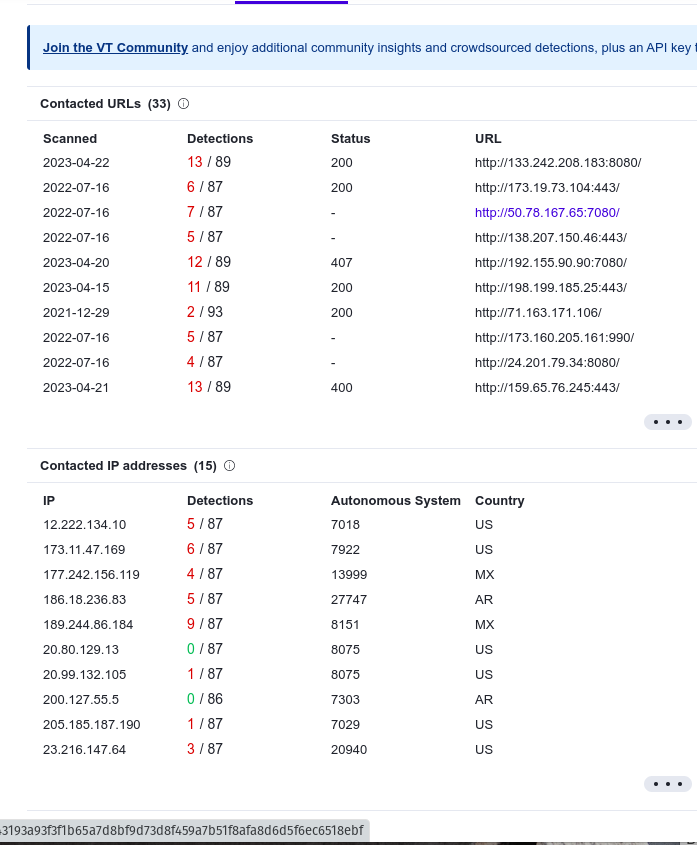 Join the VT Community and enjoy additional community insights and crowdsourced detections, plus an API key
Contacted URLs (33)
Scanned Detections Status URL
2023-04-22 13 / 89 200 http://133.242.208.183:8080/
2022-07-16 6 / 87 200 http://173.19.73.104:443/
2022-07-16 7 / 87 - http://50.78.167.65:7080/
2022-07-16 5 / 87 - http://138.207.150.46:443/
2023-04-20 12 / 89 407 http://192.155.90.90:7080/
2023-04-15 11 / 89 200 http://198.199.185.25:443/
2021-12-29 2 / 93 200 http://71.163.171.106/
2022-07-16 5 / 87 - http://173.160.205.161:990/
2022-07-16 4 / 87 - http://24.201.79.34:8080/
2023-04-21 13 / 89 400 http://159.65.76.245:443/
Contacted IP addresses (15)
IP Detections Autonomous System Country
12.222.134.10 5 / 87 7018 US
173.11.47.169 6 / 87 7922 US
177.242.156.119 4 / 87 13999 MX
186.18.236.83 5 / 87 27747 AR
189.244.86.184 9 / 87 8151 MX
20.80.129.13 0 / 87 8075 US
20.99.132.105 1 / 87 8075 US
200.127.55.5 0 / 86 7303 AR
205.185.187.190 1 / 87 7029 US
23.216.147.64 3 / 87 20940 US
43193a93f3f1b65a7d8bf9d73d8f459a7b51f8afa8d6d5f6ec6518ebf